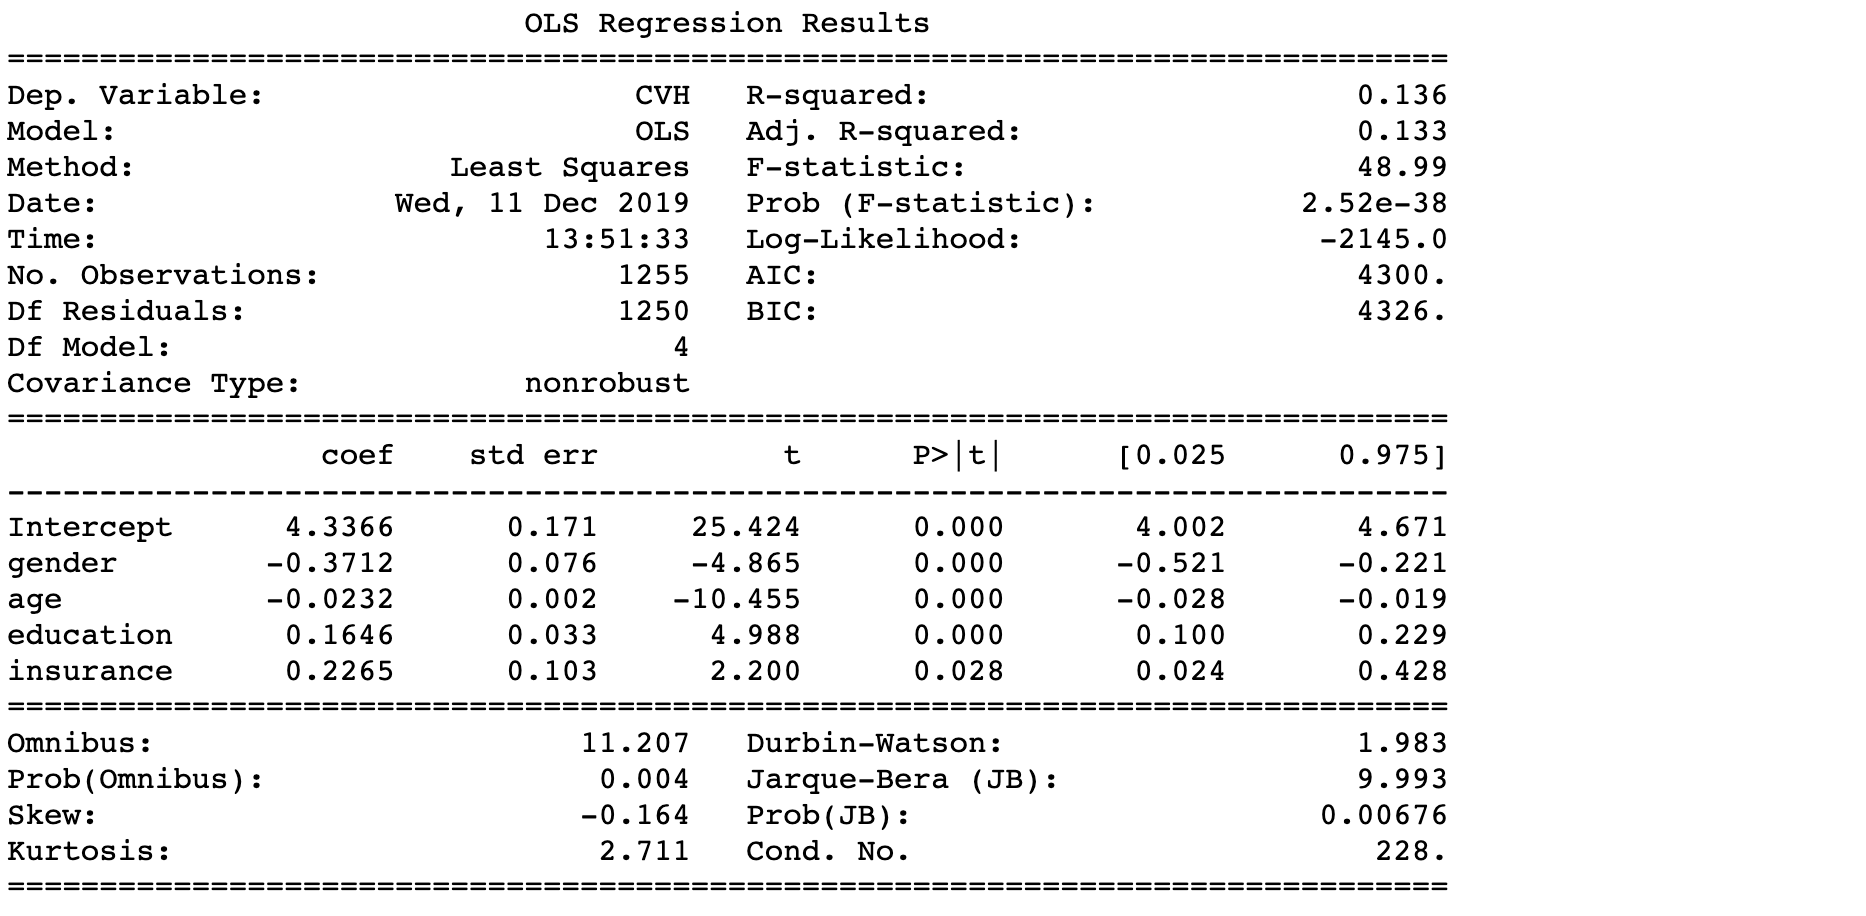 OLS Regression Results
==============================================================================
Dep. Variable:                    CVH   R-squared:                       0.136
Model:                            OLS   Adj. R-squared:                  0.133
Method:                 Least Squares   F-statistic:                     48.99
Date:                Wed, 11 Dec 2019   Prob (F-statistic):           2.52e-38
Time:                        13:51:33   Log-Likelihood:                -2145.0
No. Observations:                1255   AIC:                             4300.
Df Residuals:                    1250   BIC:                             4326.
Df Model:                           4
Covariance Type:            nonrobust
==============================================================================
                 coef    std err          t      P>|t|      [0.025      0.975]
------------------------------------------------------------------------------
Intercept      4.3366      0.171     25.424      0.000       4.002       4.671
gender        -0.3712      0.076     -4.865      0.000      -0.521      -0.221
age           -0.0232      0.002    -10.455      0.000      -0.028      -0.019
education      0.1646      0.033      4.988      0.000       0.100       0.229
insurance      0.2265      0.103      2.200      0.028       0.024       0.428
==============================================================================
Omnibus:                       11.207   Durbin-Watson:                   1.983
Prob(Omnibus):                  0.004   Jarque-Bera (JB):                9.993
Skew:                          -0.164   Prob(JB):                      0.00676
Kurtosis:                       2.711   Cond. No.                         228.
==============================================================================